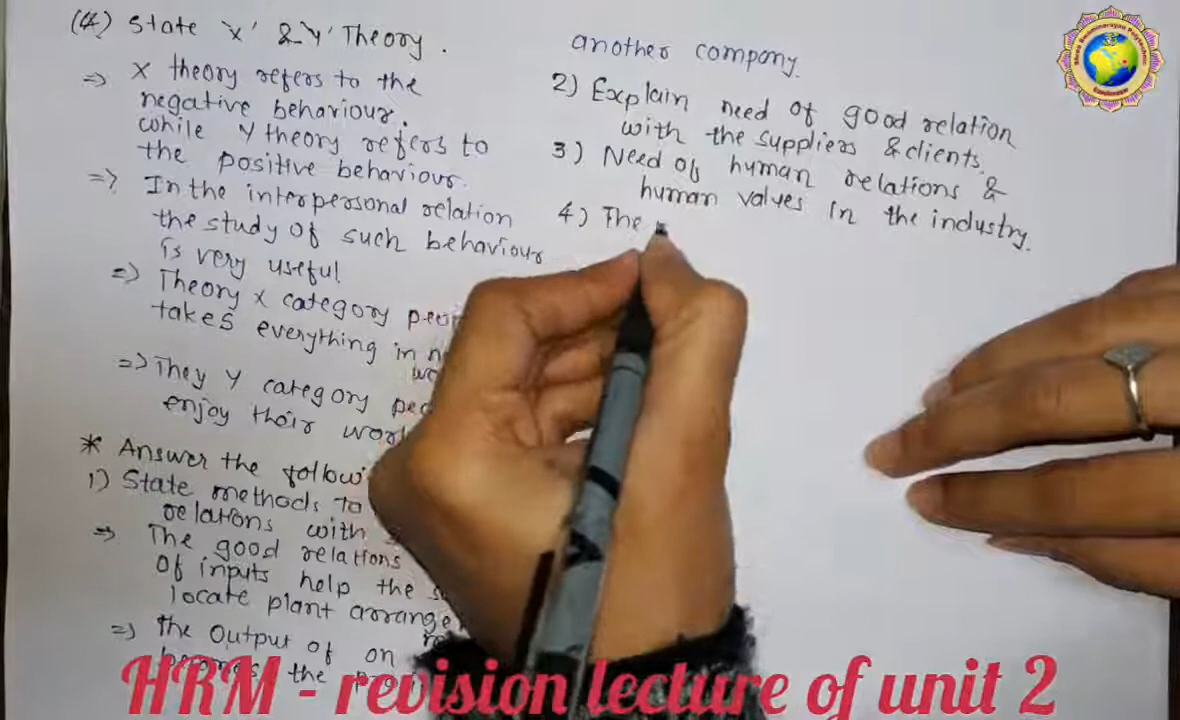 (4) State 'X' & 'Y' Theory.
=> X theory refers to the
negative behaviour.
while Y theory refers to
the positive behaviour.
=> In the interpersonal relation
the study of such behaviour
is very useful
=> Theory X category
takes everything in
=> They Y category
enjoy their
* Answer the
1) State methods to
relations with
=> The good relations
of inputs help the
locate plant
=> the output of on
the
another company.
2) Explain need of good relation
with the suppliers & clients.
3) Need of human relations &
human values in the industry.
4) The
HRM - revision lecture of unit 2